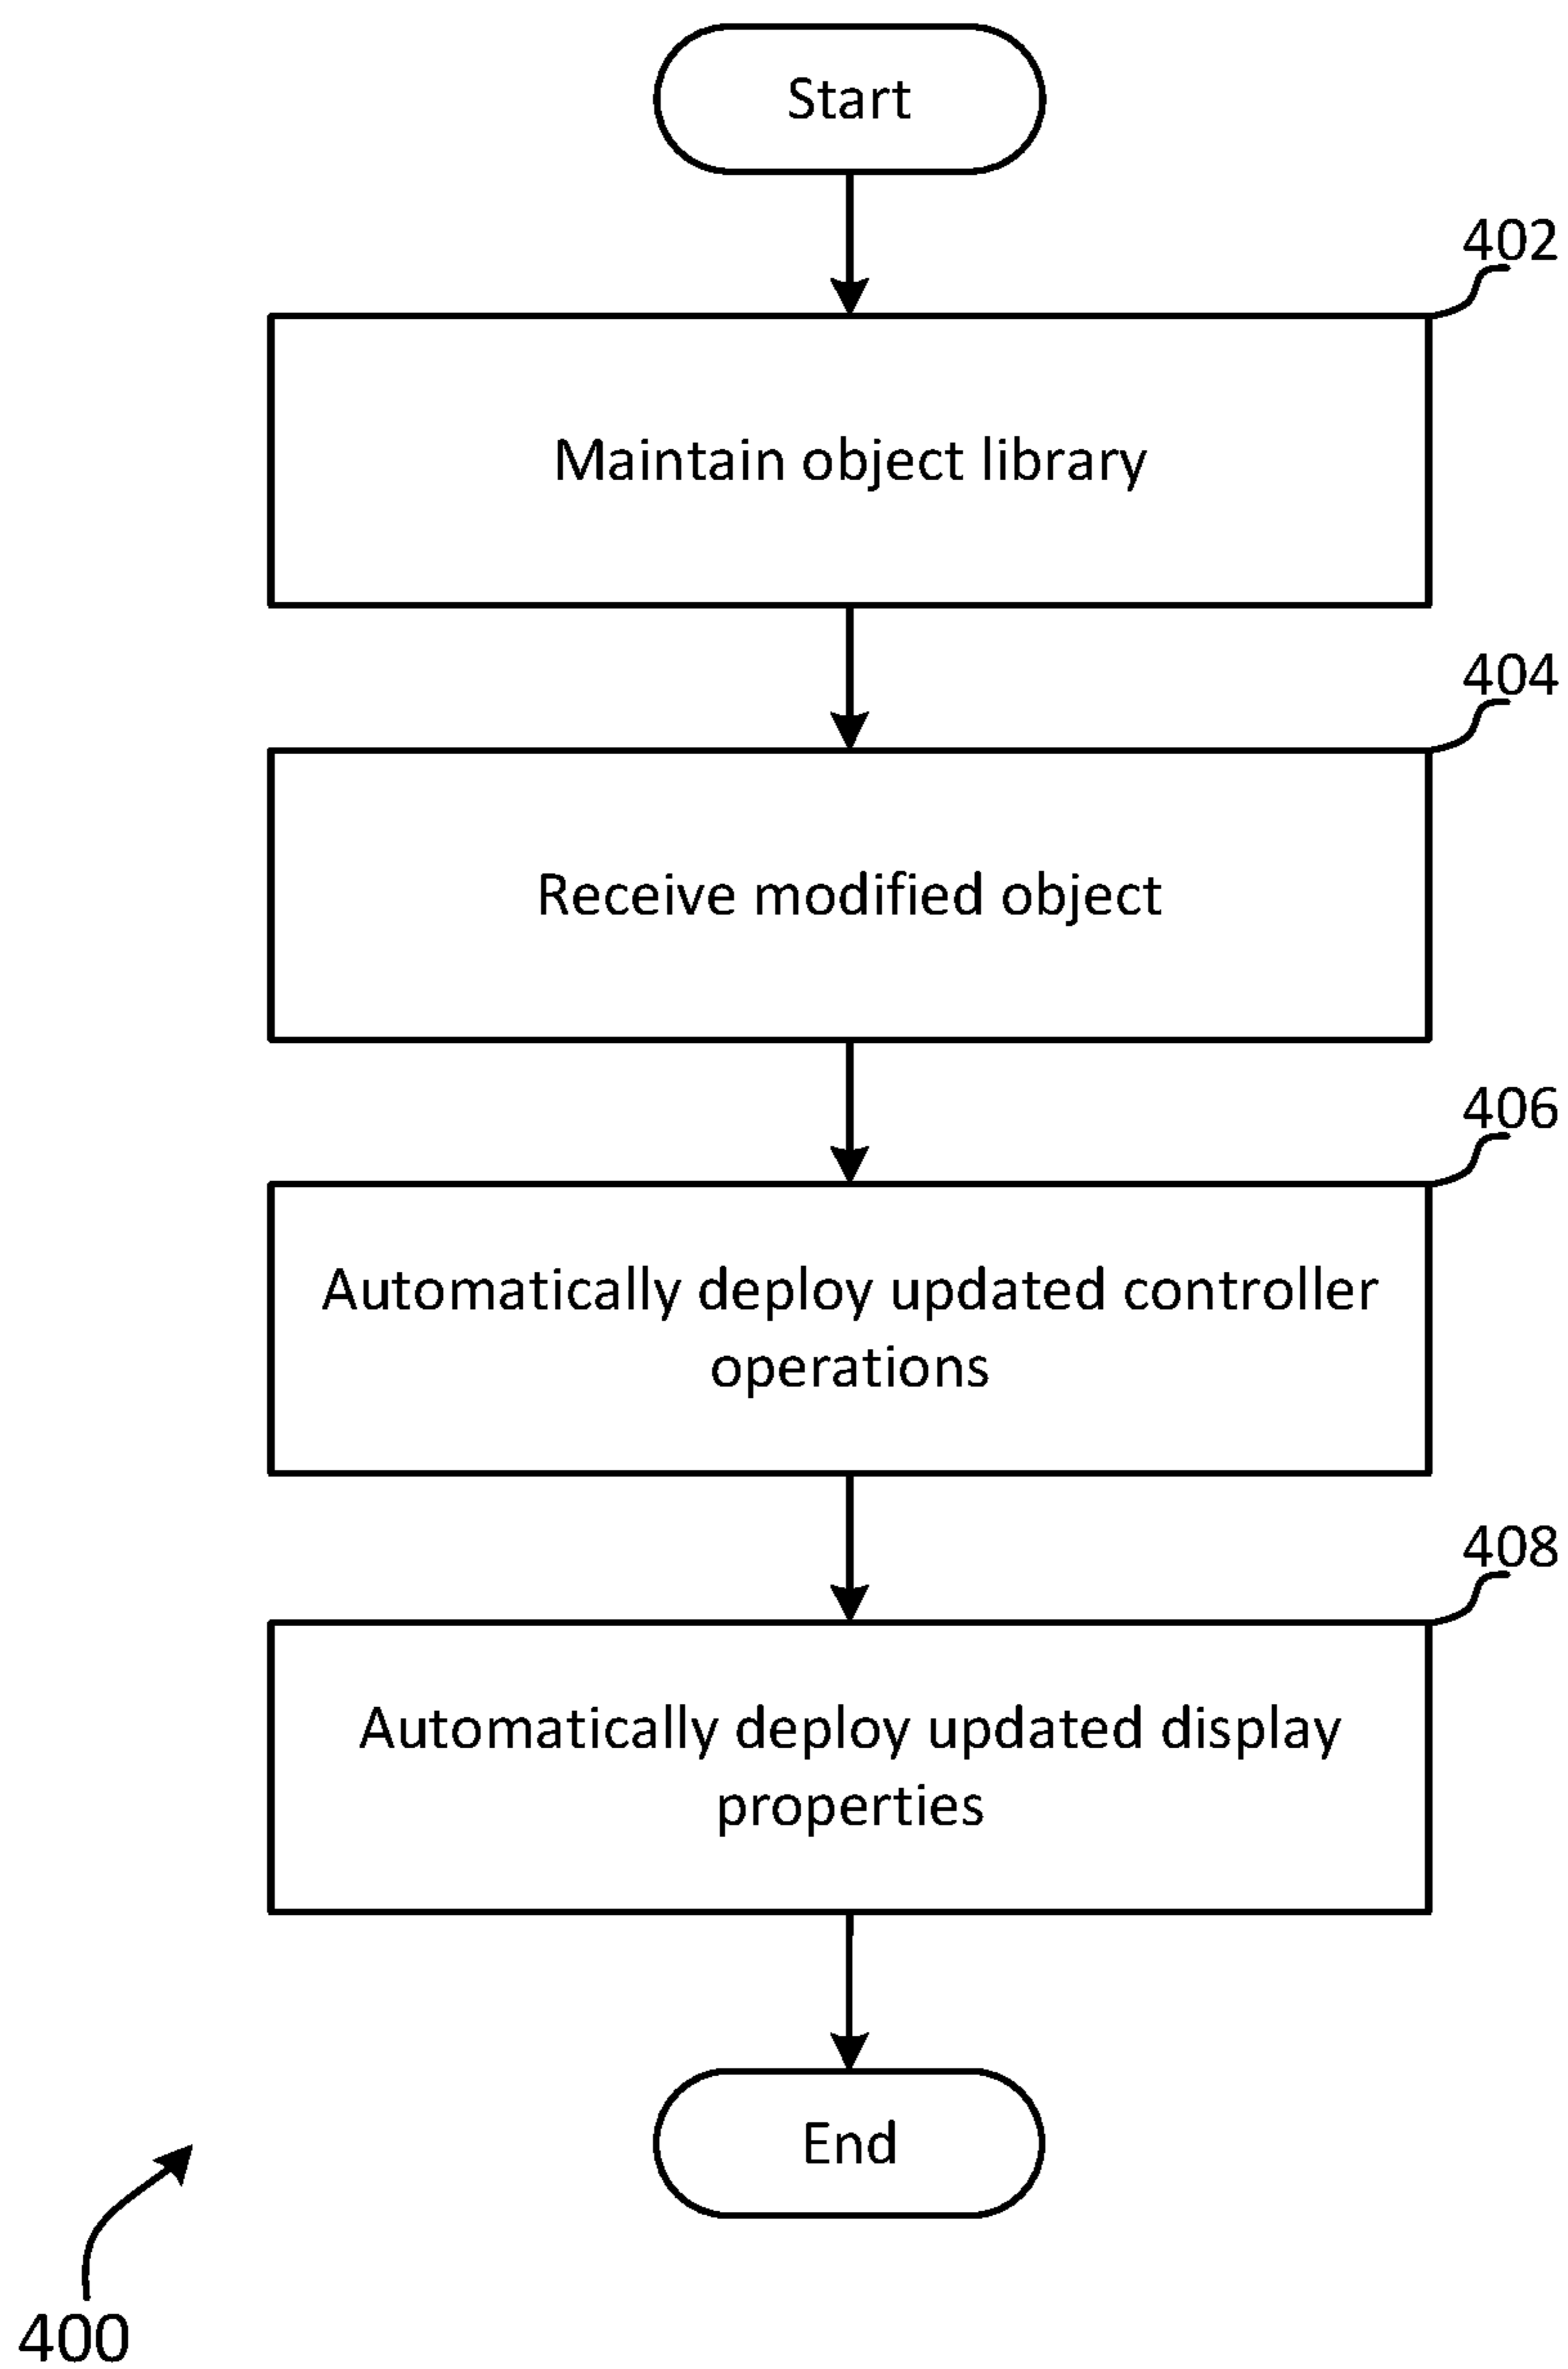 Start
402
Maintain object library
404
Receive modified object
406
Automatically deploy updated controller
operations
408
Automatically deploy updated display
properties
End
400